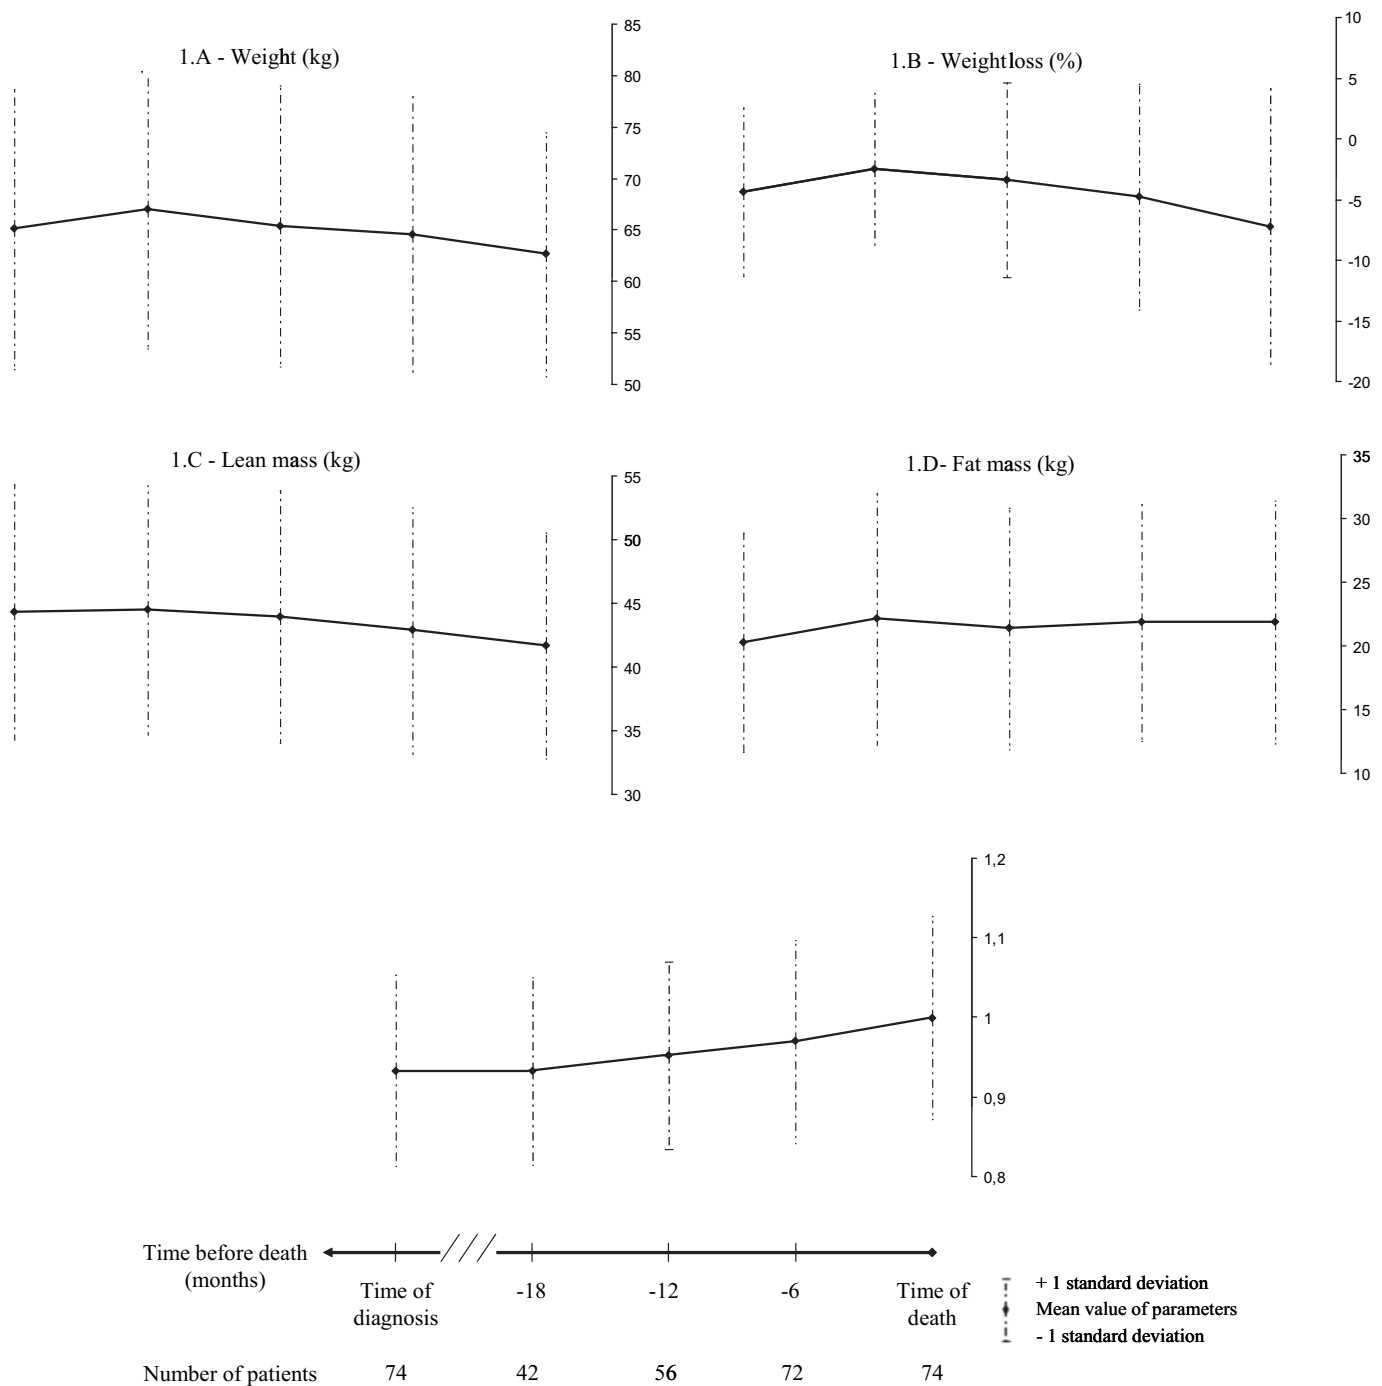 1.A - Weight (kg)
85
80
75
70
65
60
55
50
1.B - Weight loss (%)
10
5
0
-5
-10
-15
-20
1.C - Lean mass (kg)
55
50
45
40
35
30
1.D- Fat mass (kg)
35
30
25
20
15
10
1,2
1,1
1
0,9
0,8
Time before death
(months)
Time of
diagnosis
-18
-12
-6
Time of
death
+ 1 standard deviation
Mean value of parameters
- 1 standard deviation
Number of patients 74 42 56 72 74